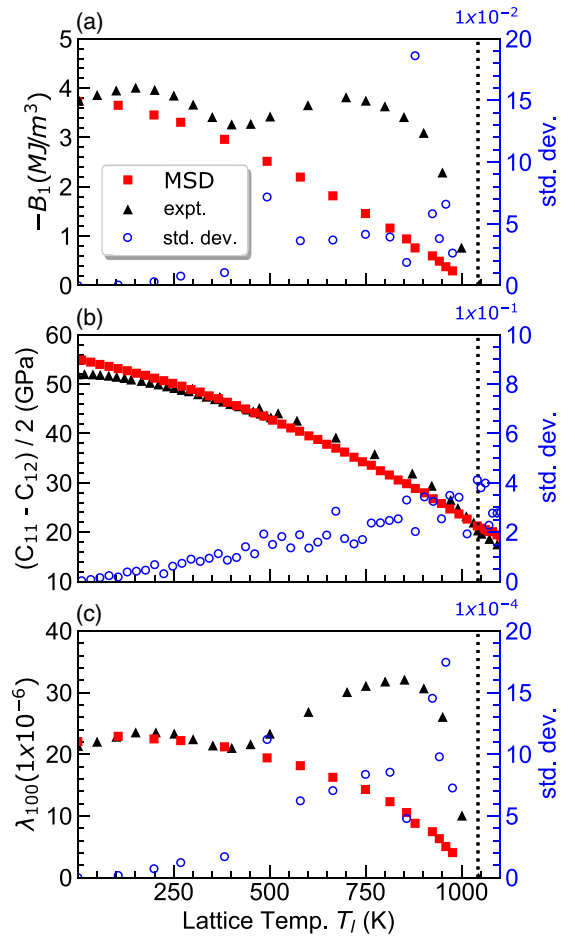 (a)
1x10⁻²
5
4
3
2
1
0
−B₁(MJ/m³)
MSD
expt.
std. dev.
20
15
10
5
0
std. dev.
(b)
1x10⁻¹
60
50
40
30
20
10
(C₁₁ - C₁₂) / 2 (GPa)
10
8
6
4
2
0
std. dev.
(c)
1x10⁻⁴
40
30
20
10
0
λ₁₀₀(1x10⁻⁶)
20
15
10
5
0
std. dev.
250 500 750 1000
Lattice Temp. Tₗ (K)